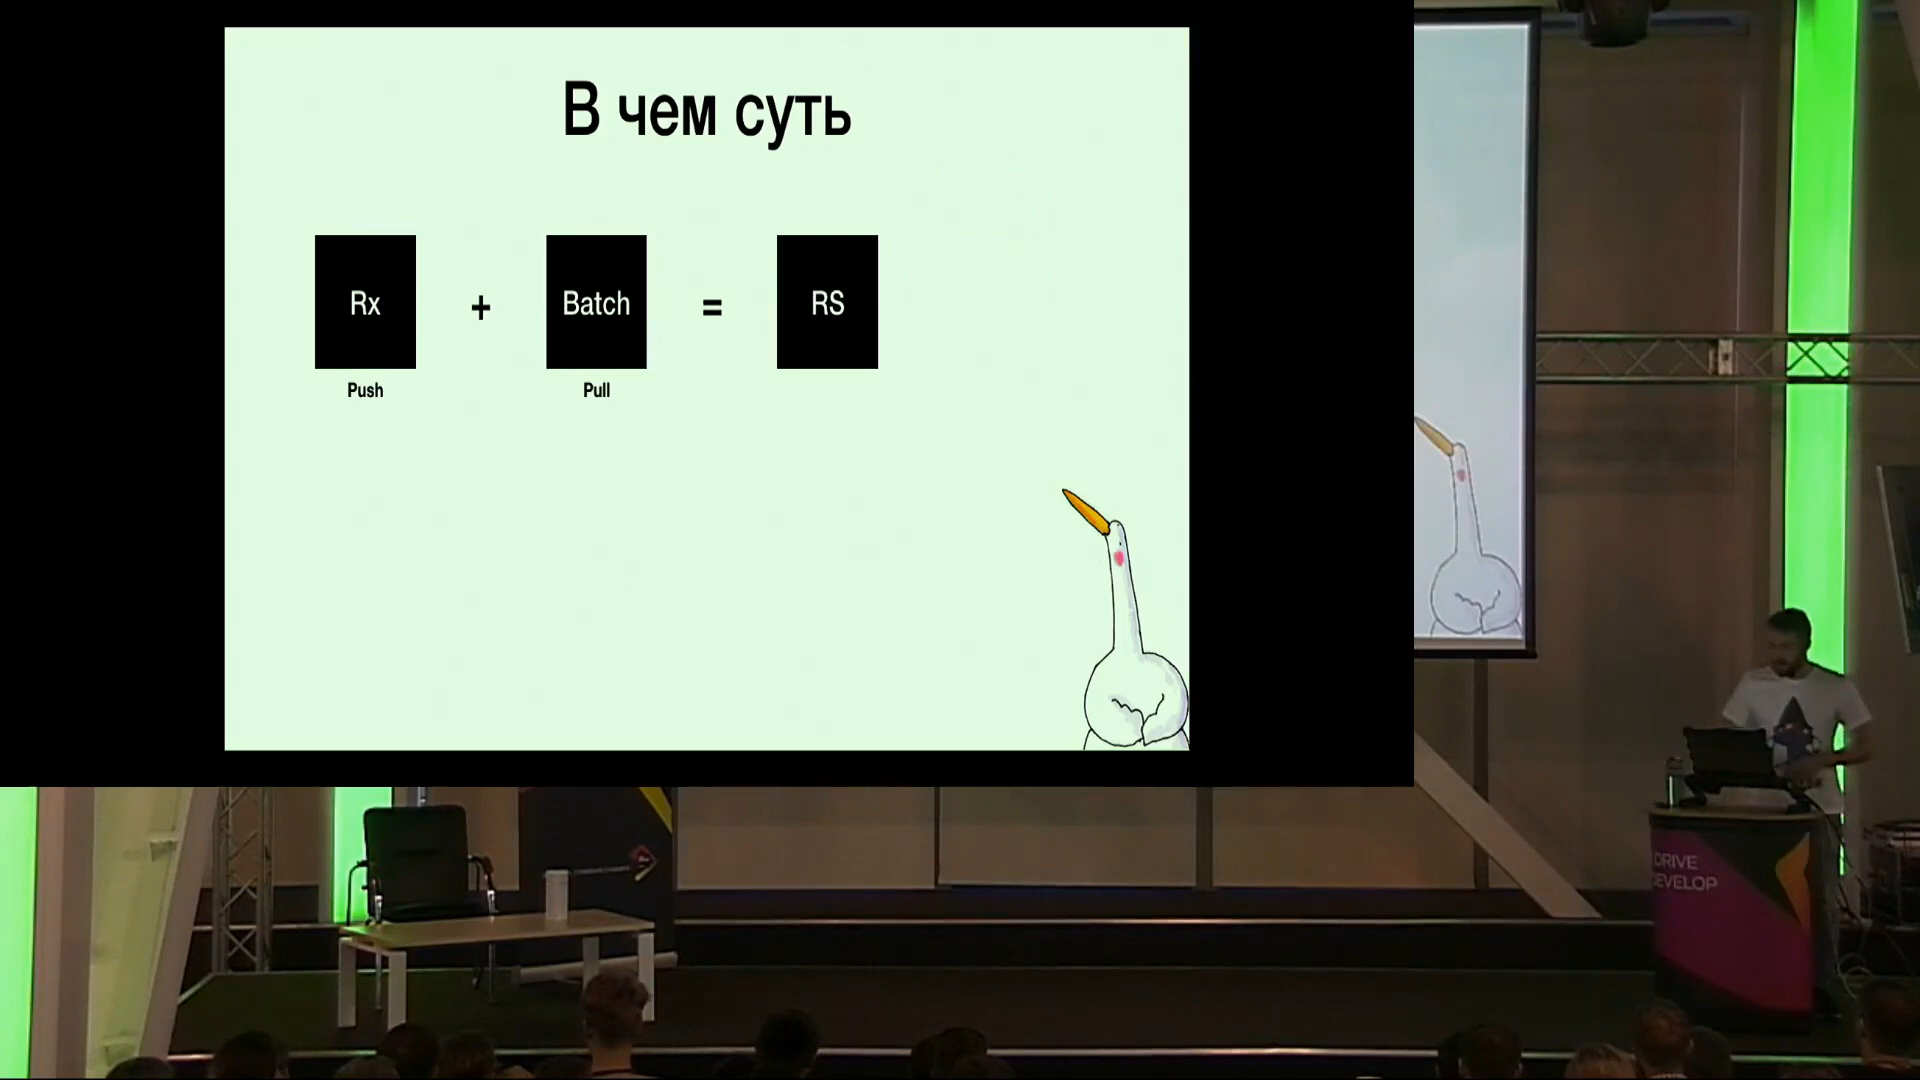 В чем суть
Rx + Batch = RS
Push Pull
DRIVE
DEVELOP